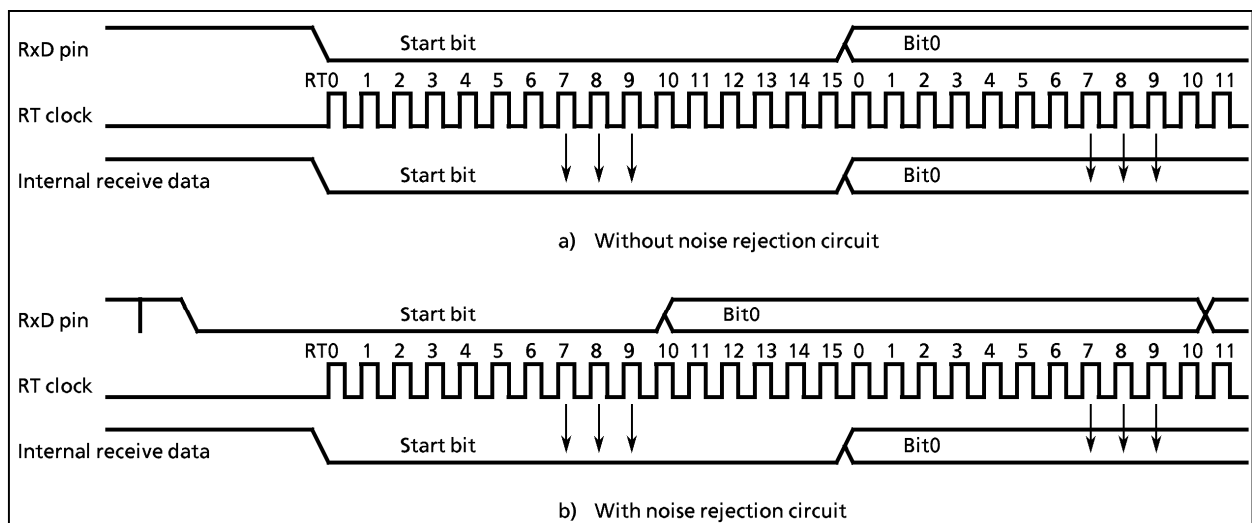 RxD pin Start bit Bit0
RT0 1 2 3 4 5 6 7 8 9 10 11 12 13 14 15 0 1 2 3 4 5 6 7 8 9 10 11
RT clock
Internal receive data Start bit Bit0
a) Without noise rejection circuit
RxD pin Start bit Bit0
RT0 1 2 3 4 5 6 7 8 9 10 11 12 13 14 15 0 1 2 3 4 5 6 7 8 9 10 11
RT clock
Internal receive data Start bit Bit0
b) With noise rejection circuit